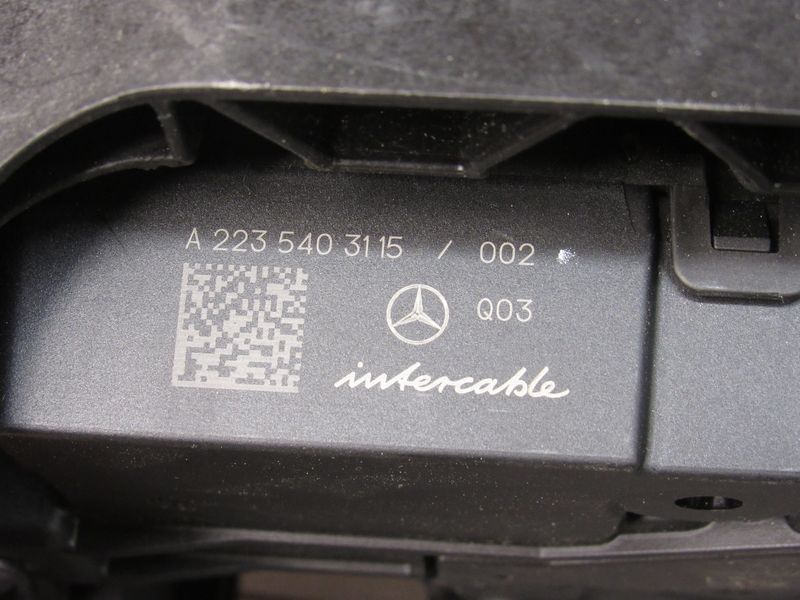 A 223 540 31 15 / 002
Q03
intercable